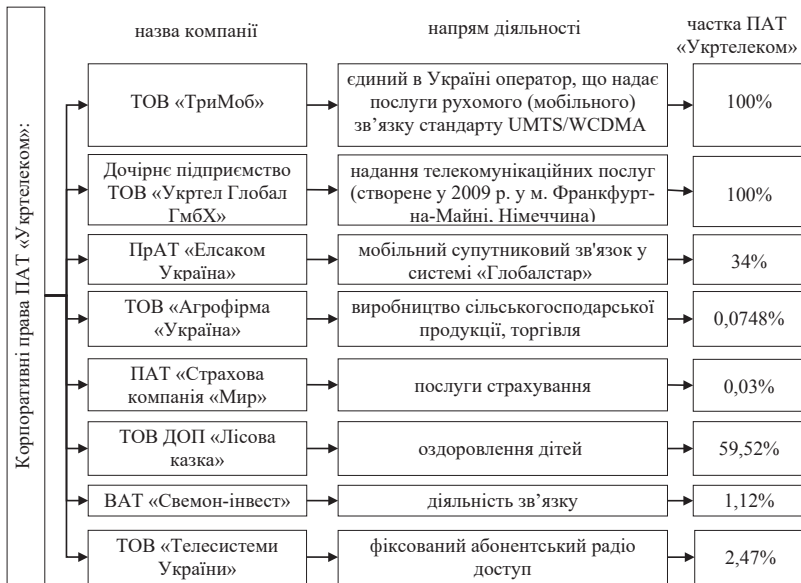 назва компанії
напрям діяльності
частка ПАТ
«Укртелеком»
Корпоративні права ПАТ «Укртелеком»:
ТОВ «ТриМоб»
єдиний в Україні оператор, що надає
послуги рухомого (мобільного)
зв’язку стандарту UMTS/WCDMA
100%
Дочірнє підприємство
ТОВ «Укртел Глобал
ГмбХ»
надання телекомунікаційних послуг
(створене у 2009 р. у м. Франкфурт-
на-Майні, Німеччина)
100%
ПрАТ «Елсаком
Україна»
мобільний супутниковий зв'язок у
системі «Глобалстар»
34%
ТОВ «Агрофірма
«Україна»
виробництво сільськогосподарської
продукції, торгівля
0,0748%
ПАТ «Страхова
компанія «Мир»
послуги страхування
0,03%
ТОВ ДОП «Лісова
казка»
оздоровлення дітей
59,52%
ВАТ «Свемон-інвест»
діяльність зв’язку
1,12%
ТОВ «Телесистеми
України»
фіксований абонентський радіо
доступ
2,47%